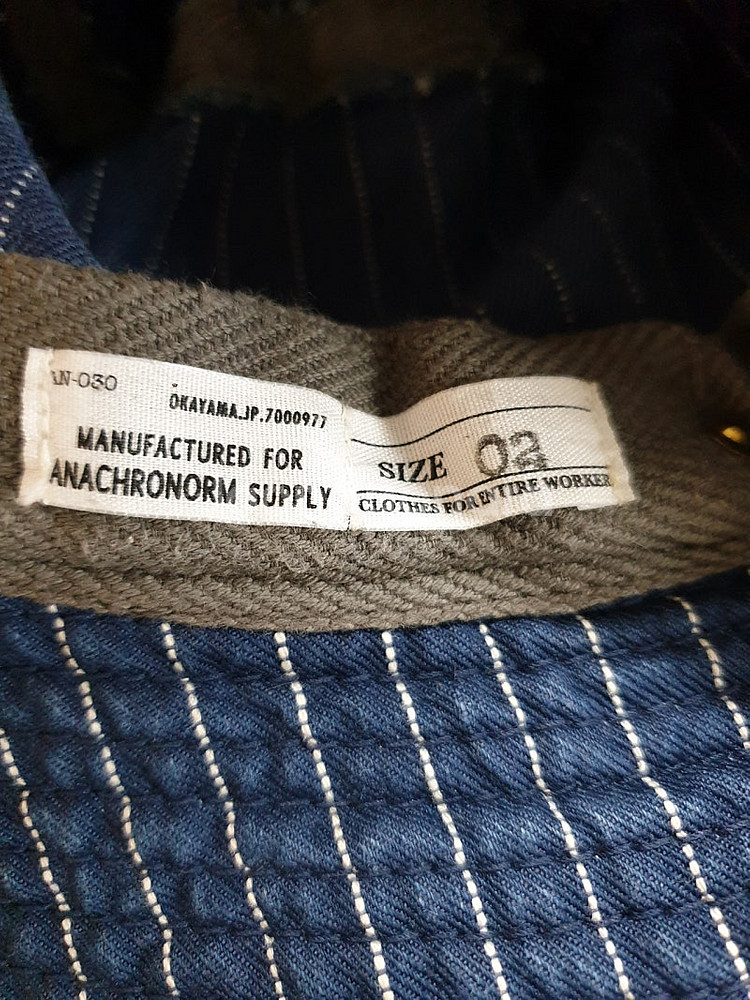 AN-030
OKAYAMA.JP.7000977
MANUFACTURED FOR
ANACHRONORM SUPPLY
SIZE 02
CLOTHES FOR ENTIRE WORKER